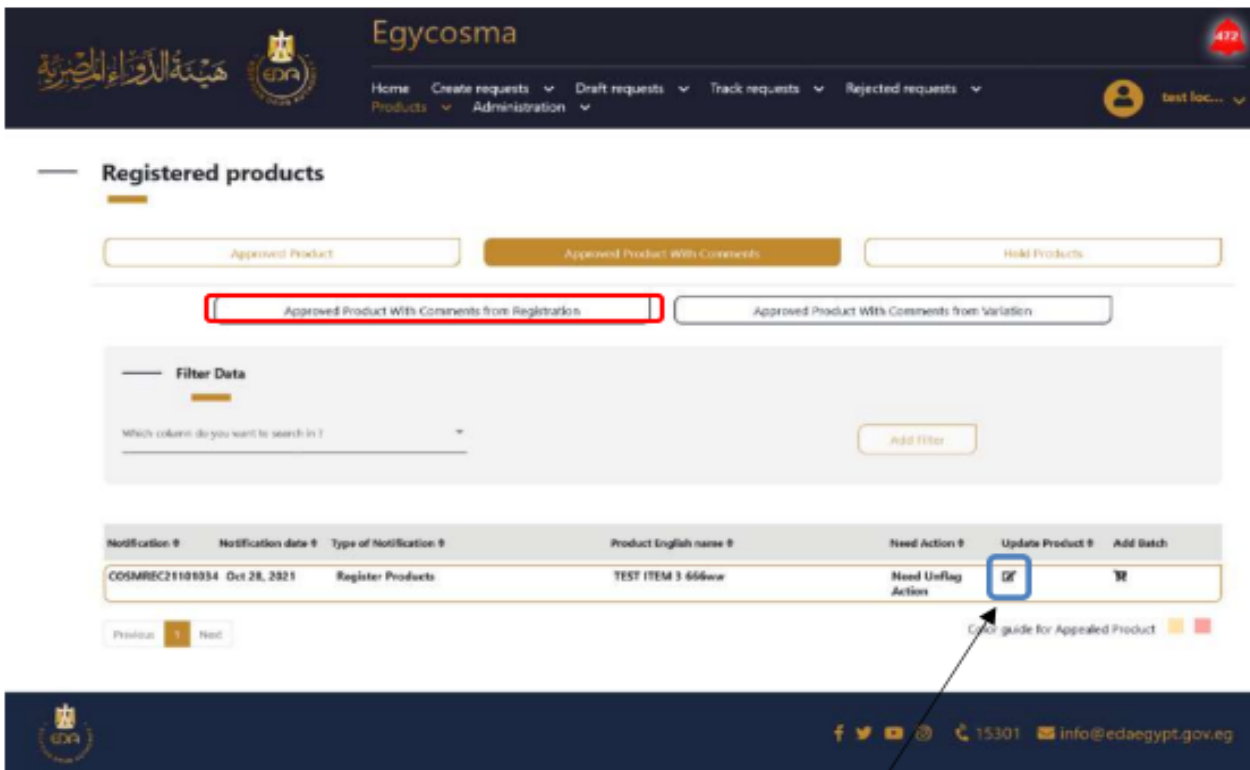 Egycosma
472
هيئة الدواء المصرية
EDA
Home Create requests Draft requests Track requests Rejected requests
Products Administration
test loc...
Registered products
Approved Product Approved Product With Comments Hold Products
Approved Product With Comments from Registration Approved Product With Comments from Variation
Filter Data
Which column do you want to search in ?
Add Filter
Notification Notification date Type of Notification Product English name Need Action Update Product Add Batch
COSMREC21101034 Oct 28, 2021 Register Products TEST ITEM 3 666ww Need Unflag
Action
Previous 1 Next
Color guide for Appealed Product
EDA
15301 info@edaegypt.gov.eg